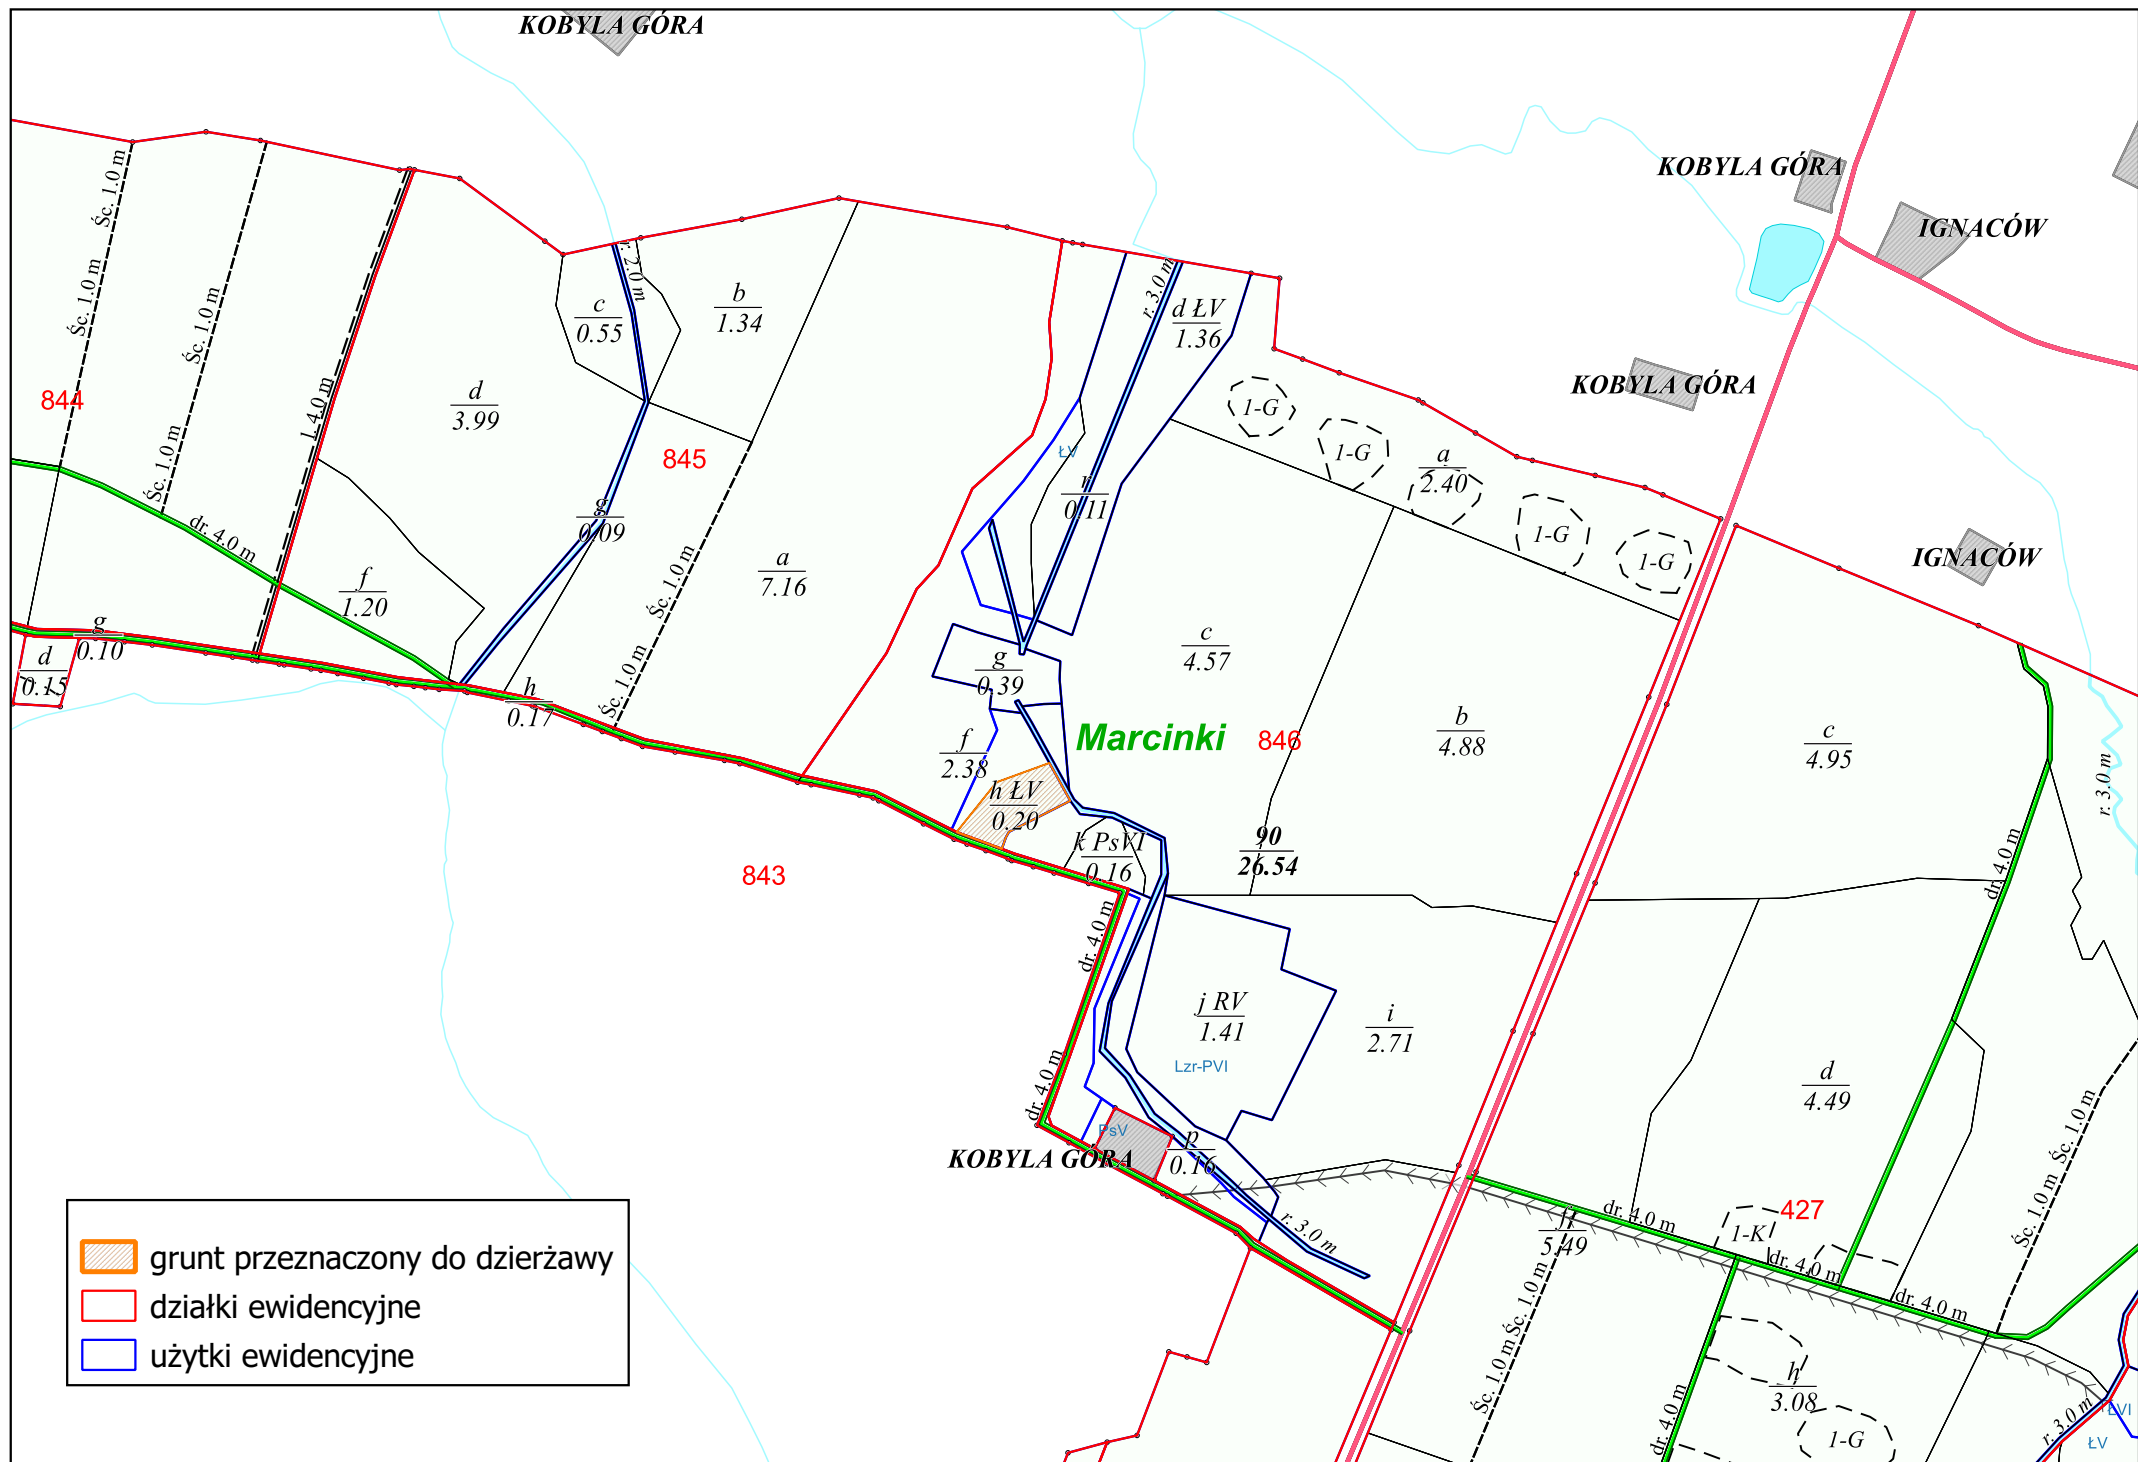 KOBYLA GÓRA
KOBYLA GÓRA
IGNACÓW
Śc. 1.0 m
Śc. 1.0 m
Śc. 1.0 m
Śc. 1.0 m
l. 4.0 m
r. 2.0 m
r. 3.0 m
c
0.55
b
1.34
d ŁV
1.36
844
d
3.99
845
KOBYLA GÓRA
1-G
1-G
a
2.40
1-G
1-G
ŁV
r
0.11
g
0.09
dr. 4.0 m
f
1.20
a
7.16
Śc. 1.0 m
Śc. 1.0 m
IGNACÓW
g
0.10
d
0.15
h
0.17
c
4.57
g
0.39
Marcinki
846
b
4.88
c
4.95
r. 3.0 m
f
2.38
h ŁV
0.20
k PsVI
0.16
90
26.54
843
dr. 4.0 m
dr. 4.0 m
dr. 4.0 m
j RV
1.41
Lzr-PVI
i
2.71
d
4.49
Śc. 1.0 m
Śc. 1.0 m
PsV
KOBYLA GÓRA
p
0.16
r. 3.0 m
5.49
dr. 4.0 m
1-K
427
dr. 4.0 m
dr. 4.0 m
Śc. 1.0 m
Śc. 1.0 m
dr. 4.0 m
h
3.08
1-G
r. 3.0 m
ŁVI
ŁV
grunt przeznaczony do dzierżawy
działki ewidencyjne
użytki ewidencyjne